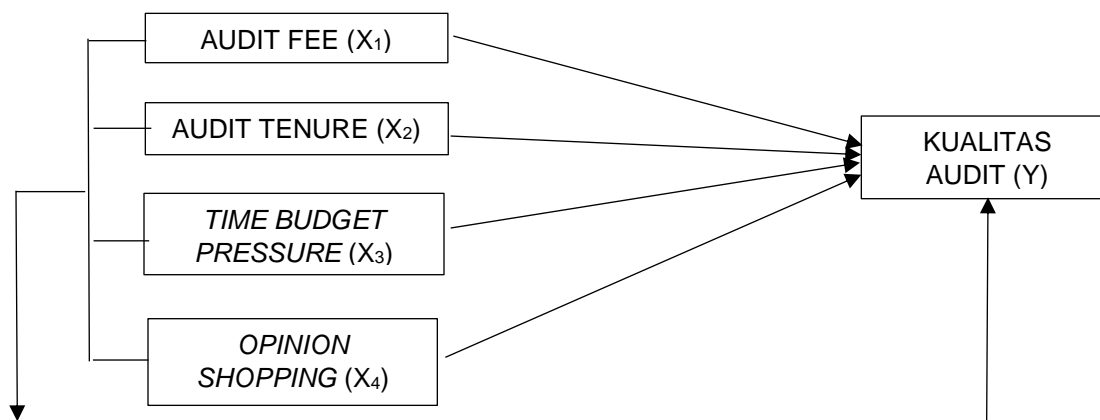 AUDIT FEE (X₁)
AUDIT TENURE (X₂)
TIME BUDGET
PRESSURE (X₃)
OPINION
SHOPPING (X₄)
KUALITAS
AUDIT (Y)